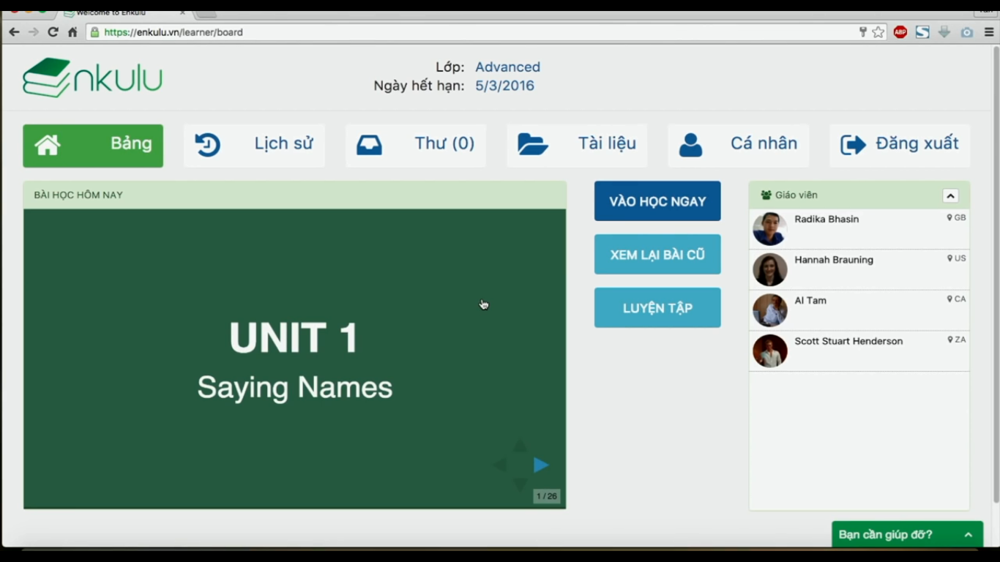 Welcome to Enkulu
https://enkulu.vn/learner/board
ABP
nkulu
Lớp: Advanced
Ngày hết hạn: 5/3/2016
Bảng
Lịch sử
Thư (0)
Tài liệu
Cá nhân
Đăng xuất
BÀI HỌC HÔM NAY
UNIT 1
Saying Names
1 / 26
VÀO HỌC NGAY
XEM LẠI BÀI CŨ
LUYỆN TẬP
Giáo viên
Radika Bhasin GB
Hannah Brauning US
Al Tam CA
Scott Stuart Henderson ZA
Bạn cần giúp đỡ?